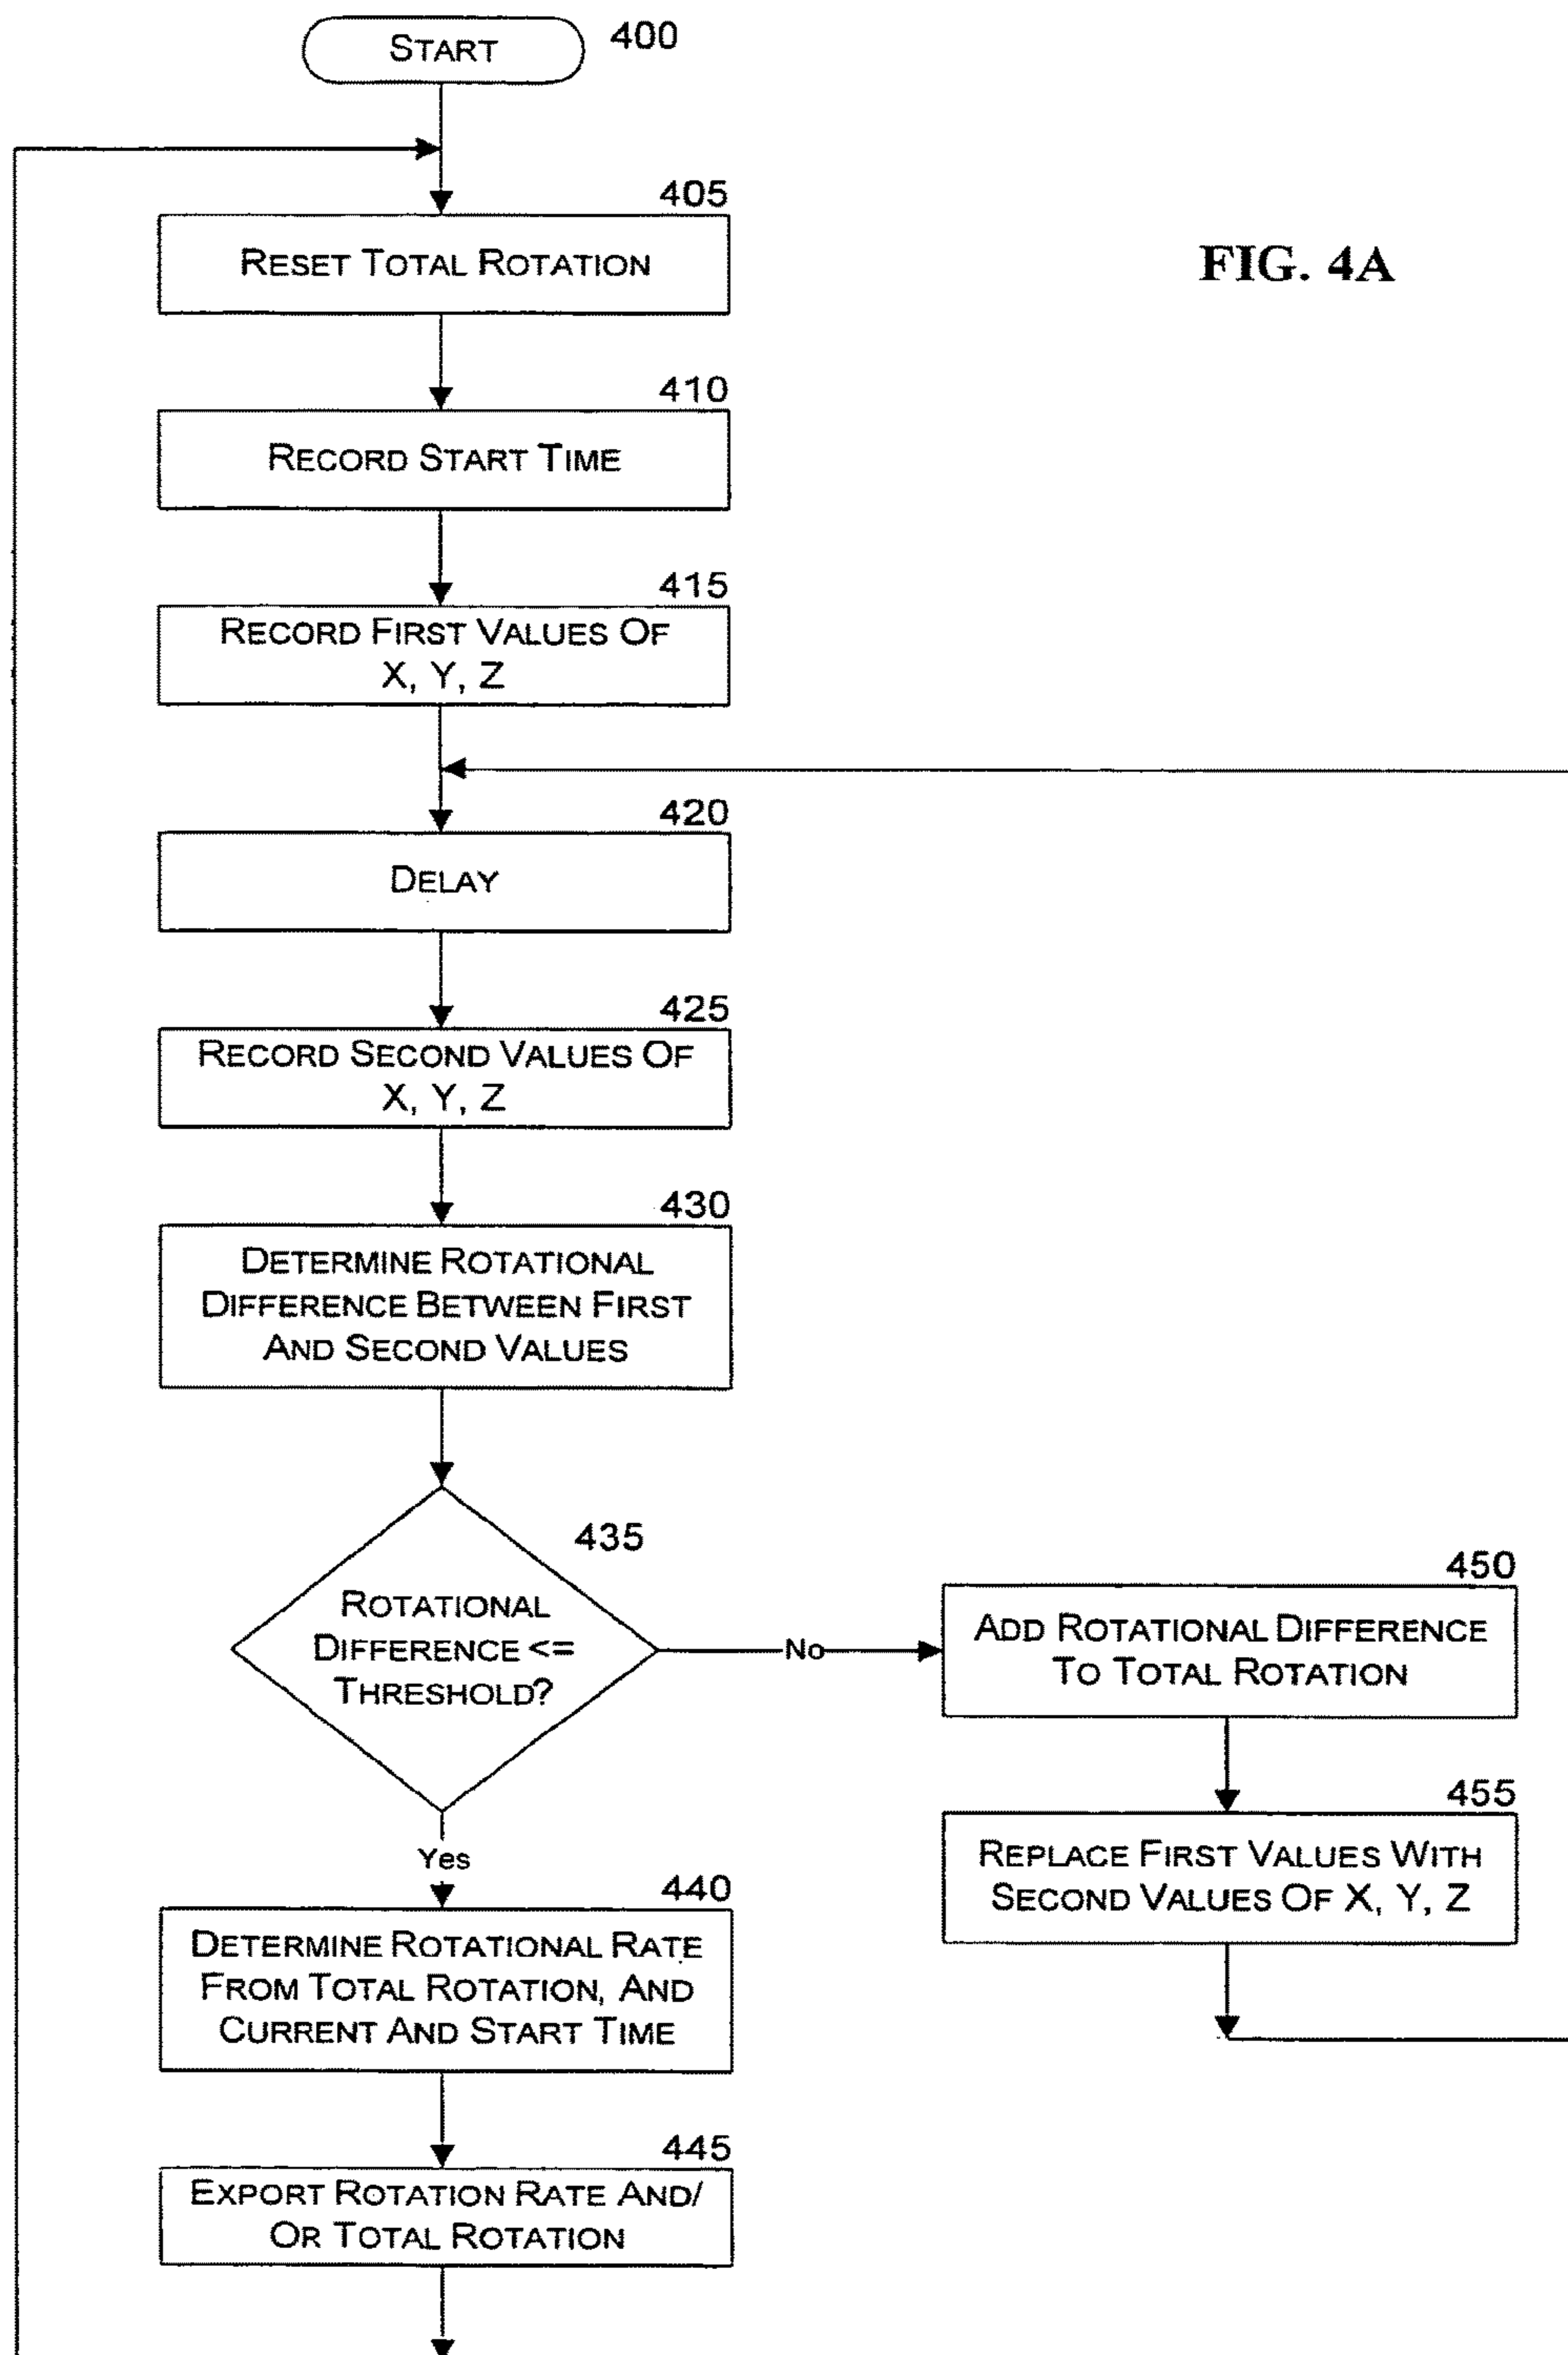 START
400
405
RESET TOTAL ROTATION
FIG. 4A
410
RECORD START TIME
415
RECORD FIRST VALUES OF
X, Y, Z
420
DELAY
425
RECORD SECOND VALUES OF
X, Y, Z
430
DETERMINE ROTATIONAL
DIFFERENCE BETWEEN FIRST
AND SECOND VALUES
435
ROTATIONAL
DIFFERENCE <=
THRESHOLD?
No
450
ADD ROTATIONAL DIFFERENCE
TO TOTAL ROTATION
455
REPLACE FIRST VALUES WITH
SECOND VALUES OF X, Y, Z
Yes
440
DETERMINE ROTATIONAL RATE
FROM TOTAL ROTATION, AND
CURRENT AND START TIME
445
EXPORT ROTATION RATE AND/
OR TOTAL ROTATION